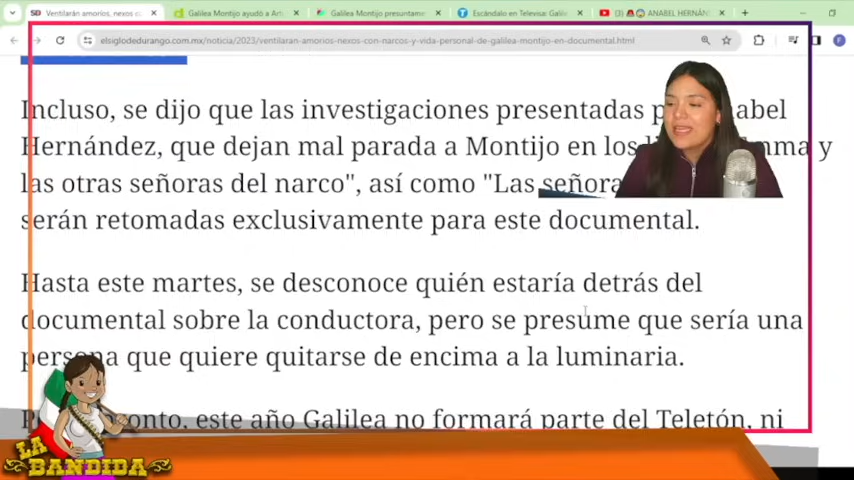 Ventilarán amoríos, nexos c
Galilea Montijo ayudó a Art
Galilea Montijo presuntame
Escándalo en Televisa: Gali
(3) ANABEL HERNÁN
elsiglodedurango.com.mx/noticia/2023/ventilaran-amorios-nexos-con-narcos-y-vida-personal-de-galilea-montijo-en-documental.html
Incluso, se dijo que las investigaciones presentadas p abel
Hernández, que dejan mal parada a Montijo en los mma y
las otras señoras del narco", así como "Las señora
serán retomadas exclusivamente para este documental.
Hasta este martes, se desconoce quién estaría detrás del
documental sobre la conductora, pero se presume que sería una
persona que quiere quitarse de encima a la luminaria.
P onto, este año Galilea no formará parte del Teletón, ni
LA
BANDIDA